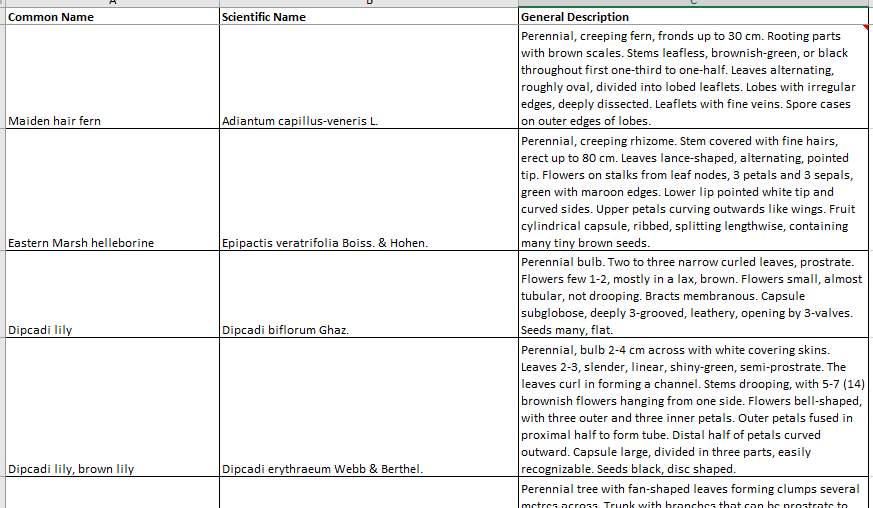 A B C
Common Name Scientific Name General Description
Perennial, creeping fern, fronds up to 30 cm. Rooting parts
with brown scales. Stems leafless, brownish-green, or black
throughout first one-third to one-half. Leaves alternating,
roughly oval, divided into lobed leaflets. Lobes with irregular
edges, deeply dissected. Leaflets with fine veins. Spore cases
Maiden hair fern Adiantum capillus-veneris L. on outer edges of lobes.
Perennial, creeping rhizome. Stem covered with fine hairs,
erect up to 80 cm. Leaves lance-shaped, alternating, pointed
tip. Flowers on stalks from leaf nodes, 3 petals and 3 sepals,
green with maroon edges. Lower lip pointed white tip and
curved sides. Upper petals curving outwards like wings. Fruit
cylindrical capsule, ribbed, splitting lengthwise, containing
Eastern Marsh helleborine Epipactis veratrifolia Boiss. & Hohen. many tiny brown seeds.
Perennial bulb. Two to three narrow curled leaves, prostrate.
Flowers few 1-2, mostly in a lax, brown. Flowers small, almost
tubular, not drooping. Bracts membranous. Capsule
subglobose, deeply 3-grooved, leathery, opening by 3-valves.
Dipcadi lily Dipcadi biflorum Ghaz. Seeds many, flat.
Perennial, bulb 2-4 cm across with white covering skins.
Leaves 2-3, slender, linear, shiny-green, semi-prostrate. The
leaves curl in forming a channel. Stems drooping, with 5-7 (14)
brownish flowers hanging from one side. Flowers bell-shaped,
with three outer and three inner petals. Outer petals fused in
proximal half to form tube. Distal half of petals curved
outward. Capsule large, divided in three parts, easily
Dipcadi lily, brown lily Dipcadi erythraeum Webb & Berthel. recognizable. Seeds black, disc shaped.
Perennial tree with fan-shaped leaves forming clumps several
metres across. Trunk with branches that can be prostrate to